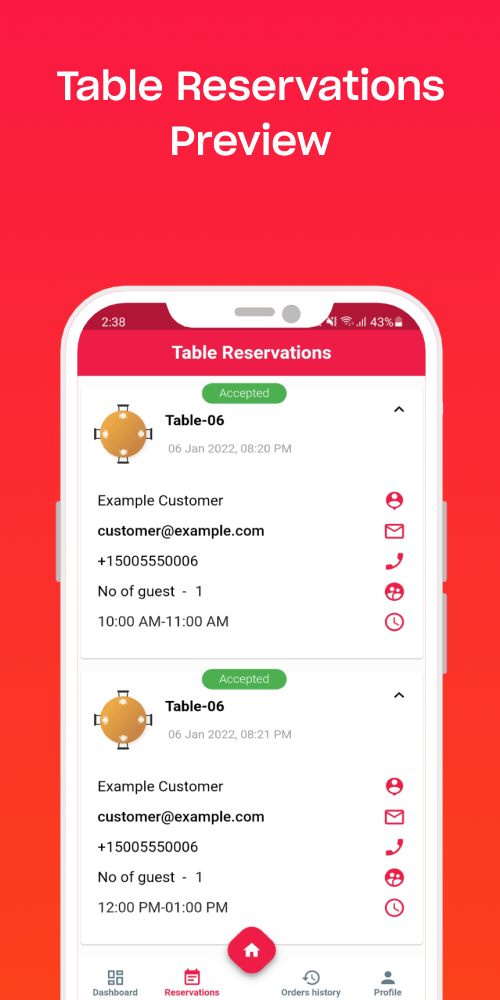 Table Reservations
Preview
2:38
43%
Table Reservations
Accepted
Table-06
06 Jan 2022, 08:20 PM
Example Customer
customer@example.com
+15005550006
No of guest - 1
10:00 AM-11:00 AM
Accepted
Table-06
06 Jan 2022, 08:21 PM
Example Customer
customer@example.com
+15005550006
No of guest - 1
12:00 PM-01:00 PM
Dashboard
Reservations
Orders history
Profile